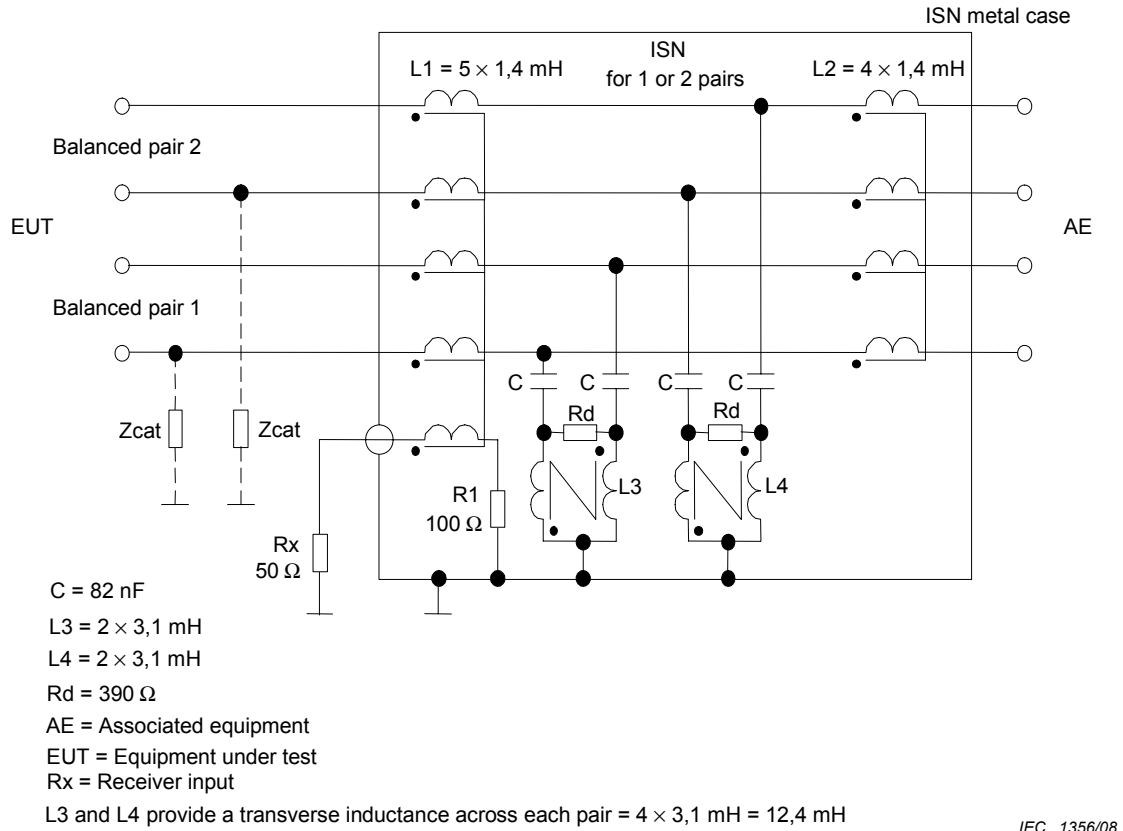 ISN metal case
ISN
for 1 or 2 pairs
L1 = 5 × 1,4 mH
L2 = 4 × 1,4 mH
Balanced pair 2
EUT
AE
Balanced pair 1
C
C
C
C
Rd
Rd
Zcat
Zcat
L3
L4
R1
100 Ω
Rx
50 Ω
C = 82 nF
L3 = 2 × 3,1 mH
L4 = 2 × 3,1 mH
Rd = 390 Ω
AE = Associated equipment
EUT = Equipment under test
Rx = Receiver input
L3 and L4 provide a transverse inductance across each pair = 4 × 3,1 mH = 12,4 mH
IEC 1356/08